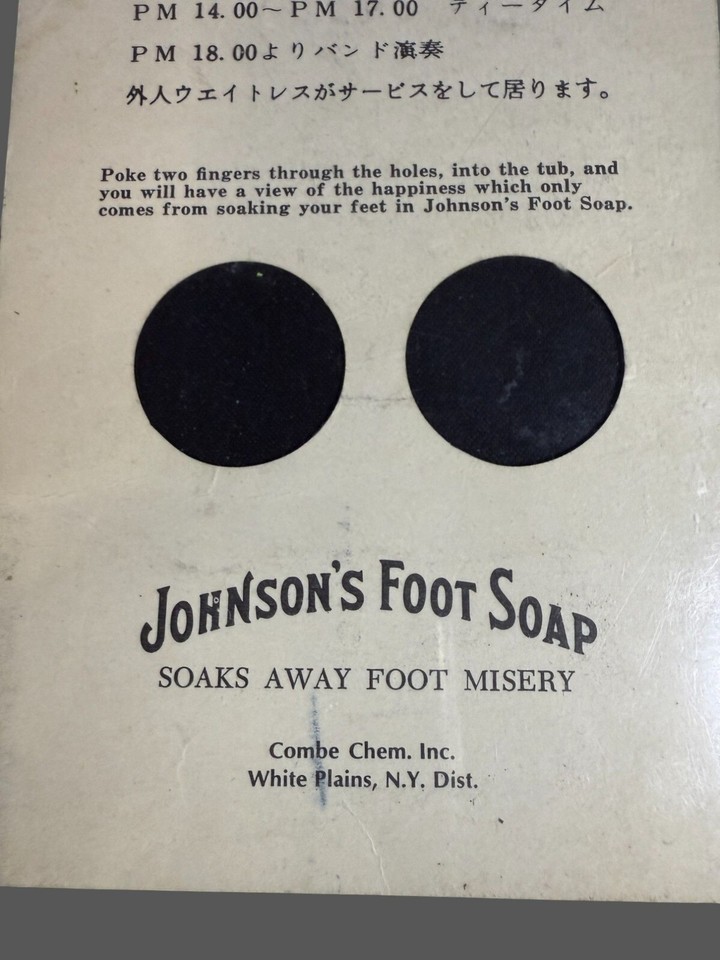 PM 14.00～PM 17.00 ティータイム
PM 18.00よりバンド演奏
外人ウエイトレスがサービスをして居ります。
Poke two fingers through the holes, into the tub, and
you will have a view of the happiness which only
comes from soaking your feet in Johnson's Foot Soap.
JOHNSON'S FOOT SOAP
SOAKS AWAY FOOT MISERY
Combe Chem. Inc.
White Plains, N.Y. Dist.